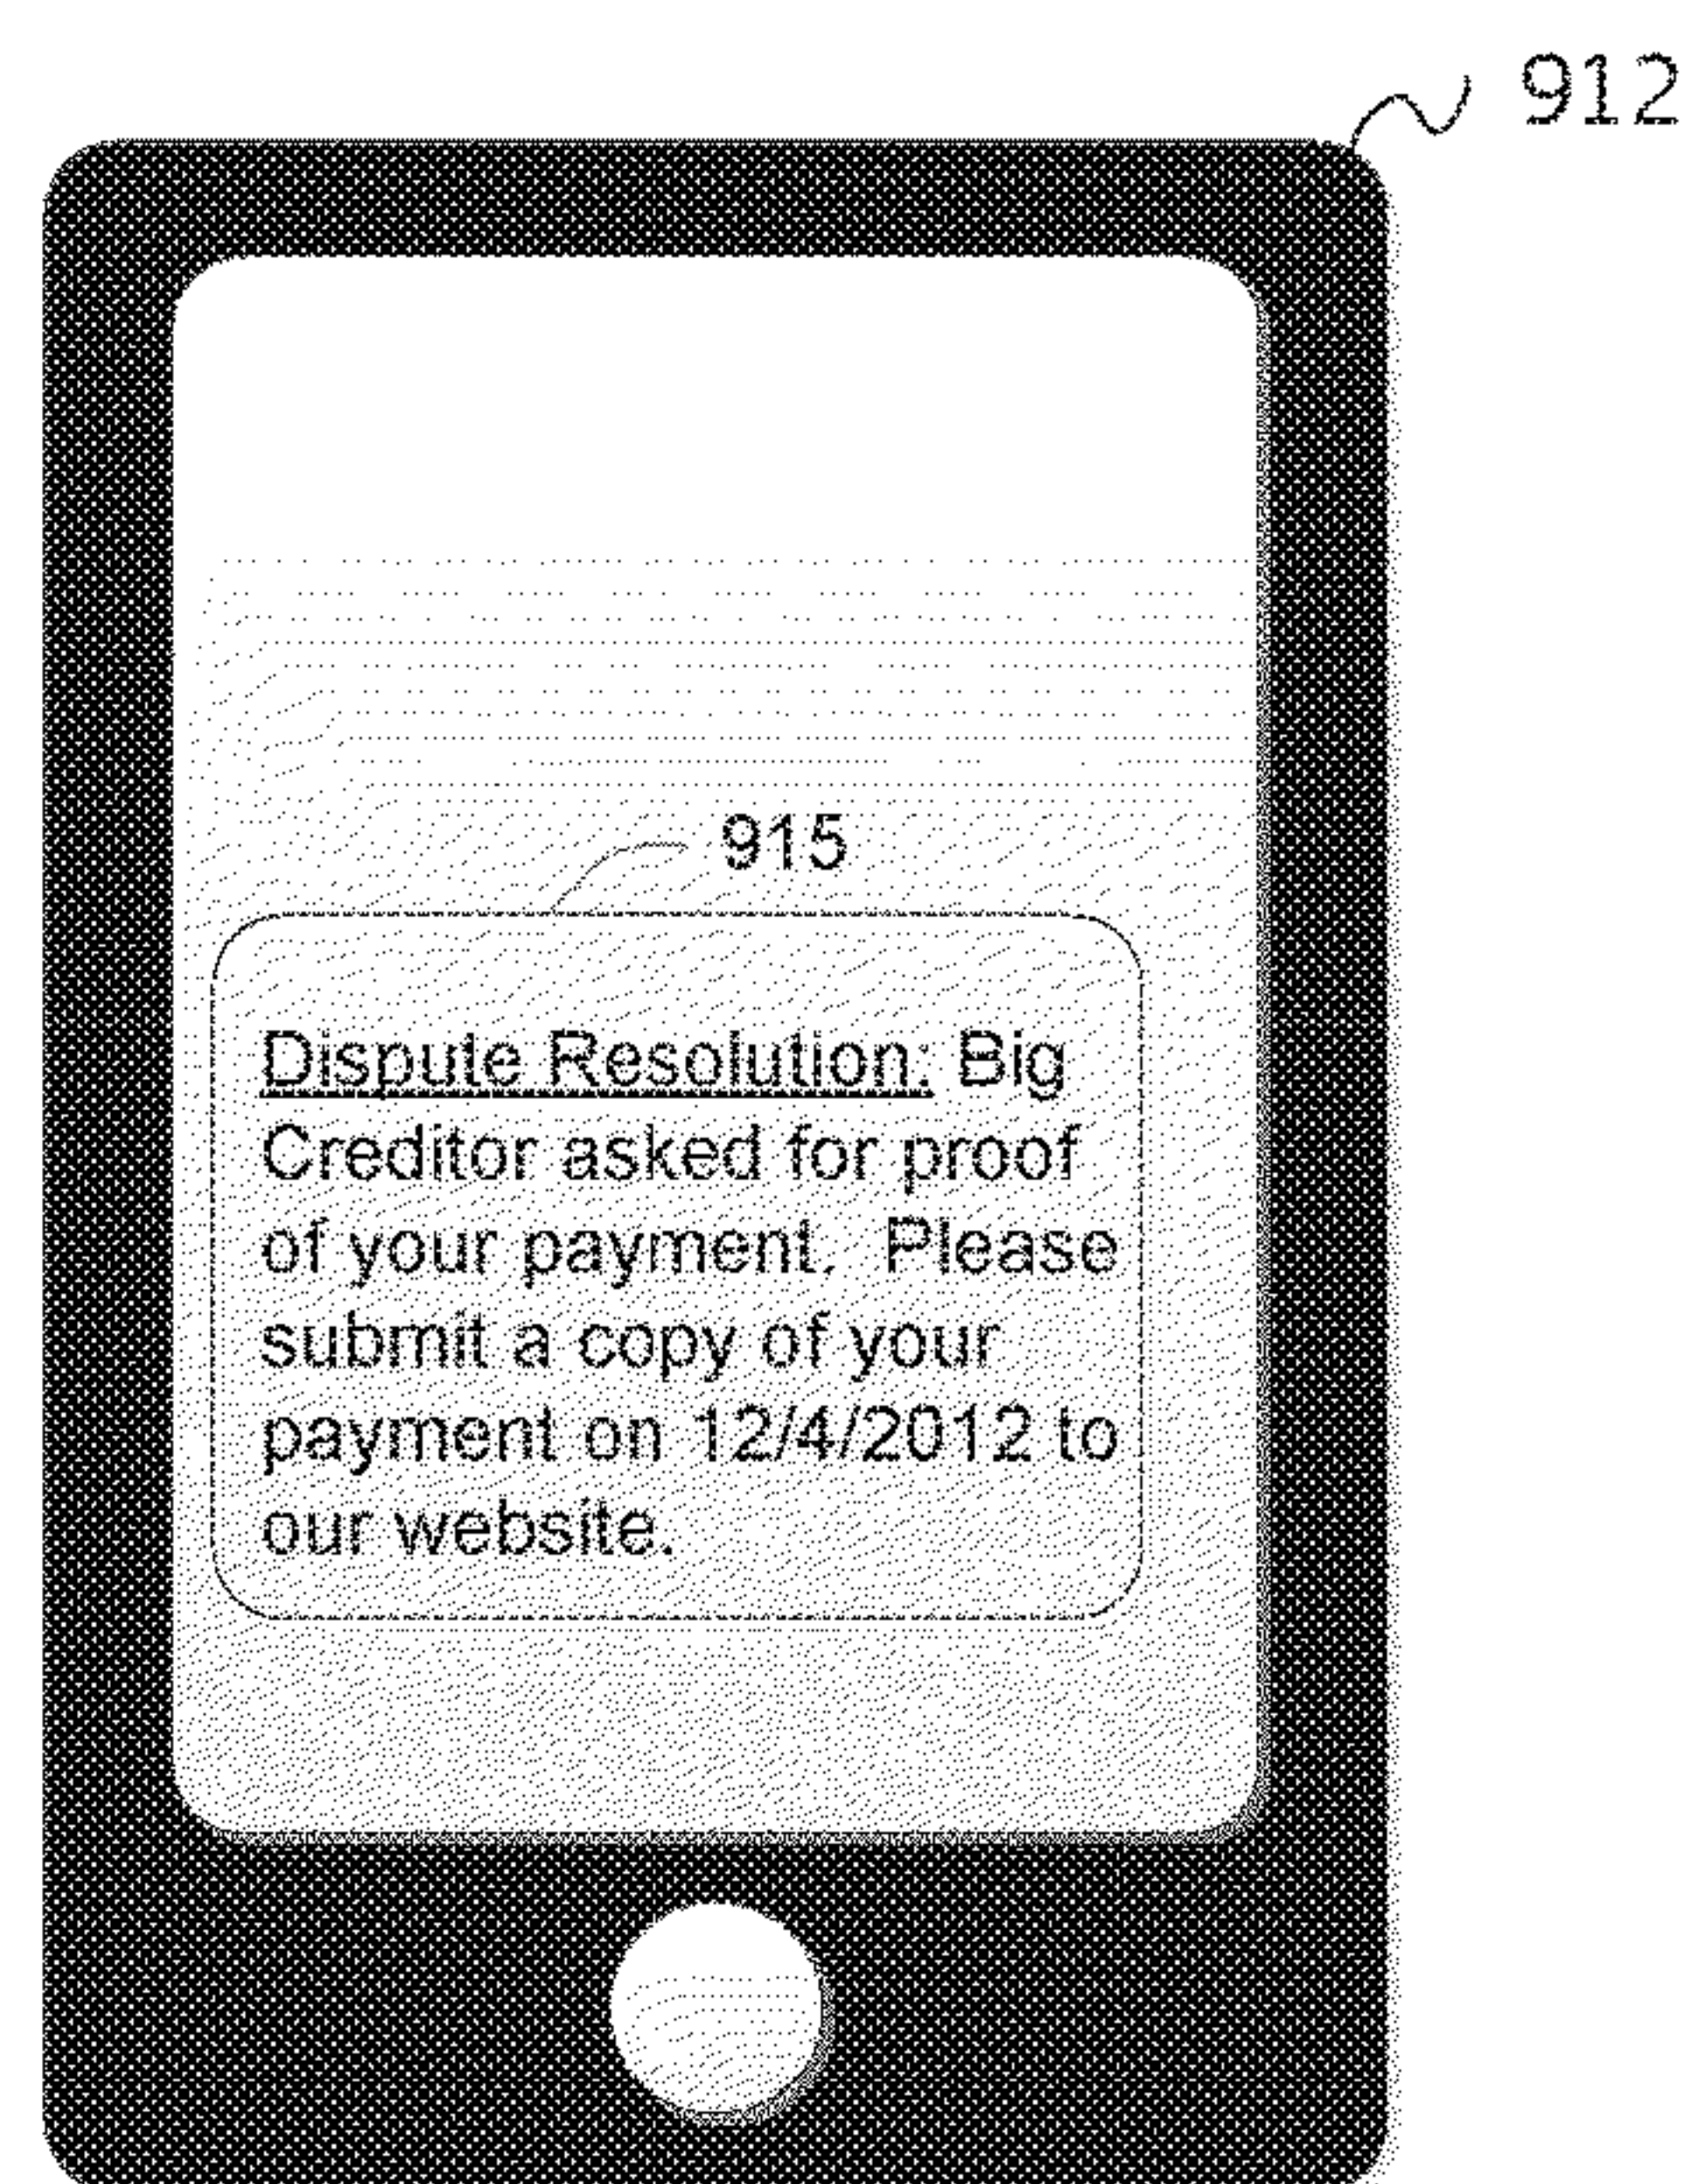 912
915
Dispute Resolution: Big
Creditor asked for proof
of your payment.  Please
submit a copy of your
payment on 12/4/2012 to
our website.